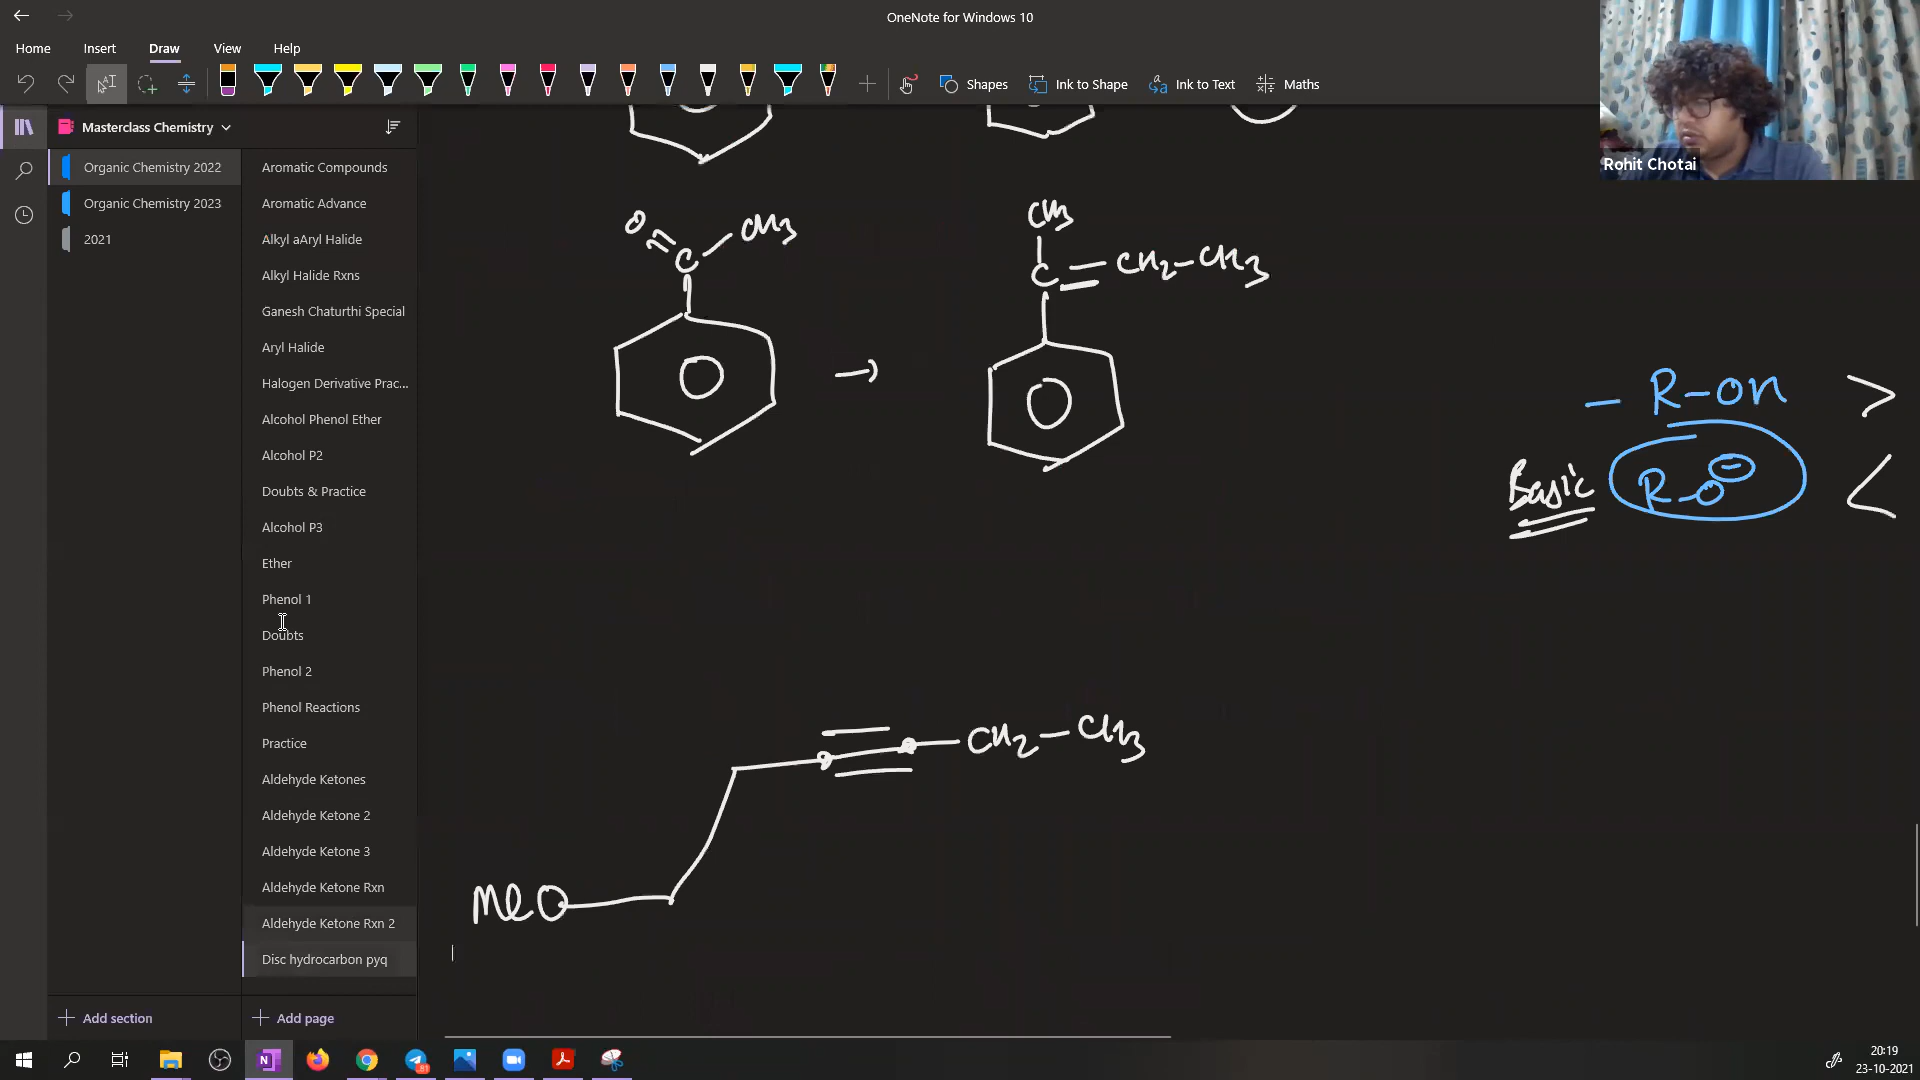 OneNote for Windows 10
Home Insert Draw View Help
Shapes Ink to Shape Ink to Text Maths
Rohit Chotai
Masterclass Chemistry
Organic Chemistry 2022
Organic Chemistry 2023
2021
Add section
Aromatic Compounds
Aromatic Advance
Alkyl aAryl Halide
Alkyl Halide Rxns
Ganesh Chaturthi Special
Aryl Halide
Halogen Derivative Prac...
Alcohol Phenol Ether
Alcohol P2
Doubts & Practice
Alcohol P3
Ether
Phenol 1
Doubts
Phenol 2
Phenol Reactions
Practice
Aldehyde Ketones
Aldehyde Ketone 2
Aldehyde Ketone 3
Aldehyde Ketone Rxn
Aldehyde Ketone Rxn 2
Disc hydrocarbon pyq
Add page
O CH3
C
CH3
C = CH2-CH3
→
- R-OH >
Basic R-O⊖ <
CH2-CH3
MeO
81
20:19
23-10-2021